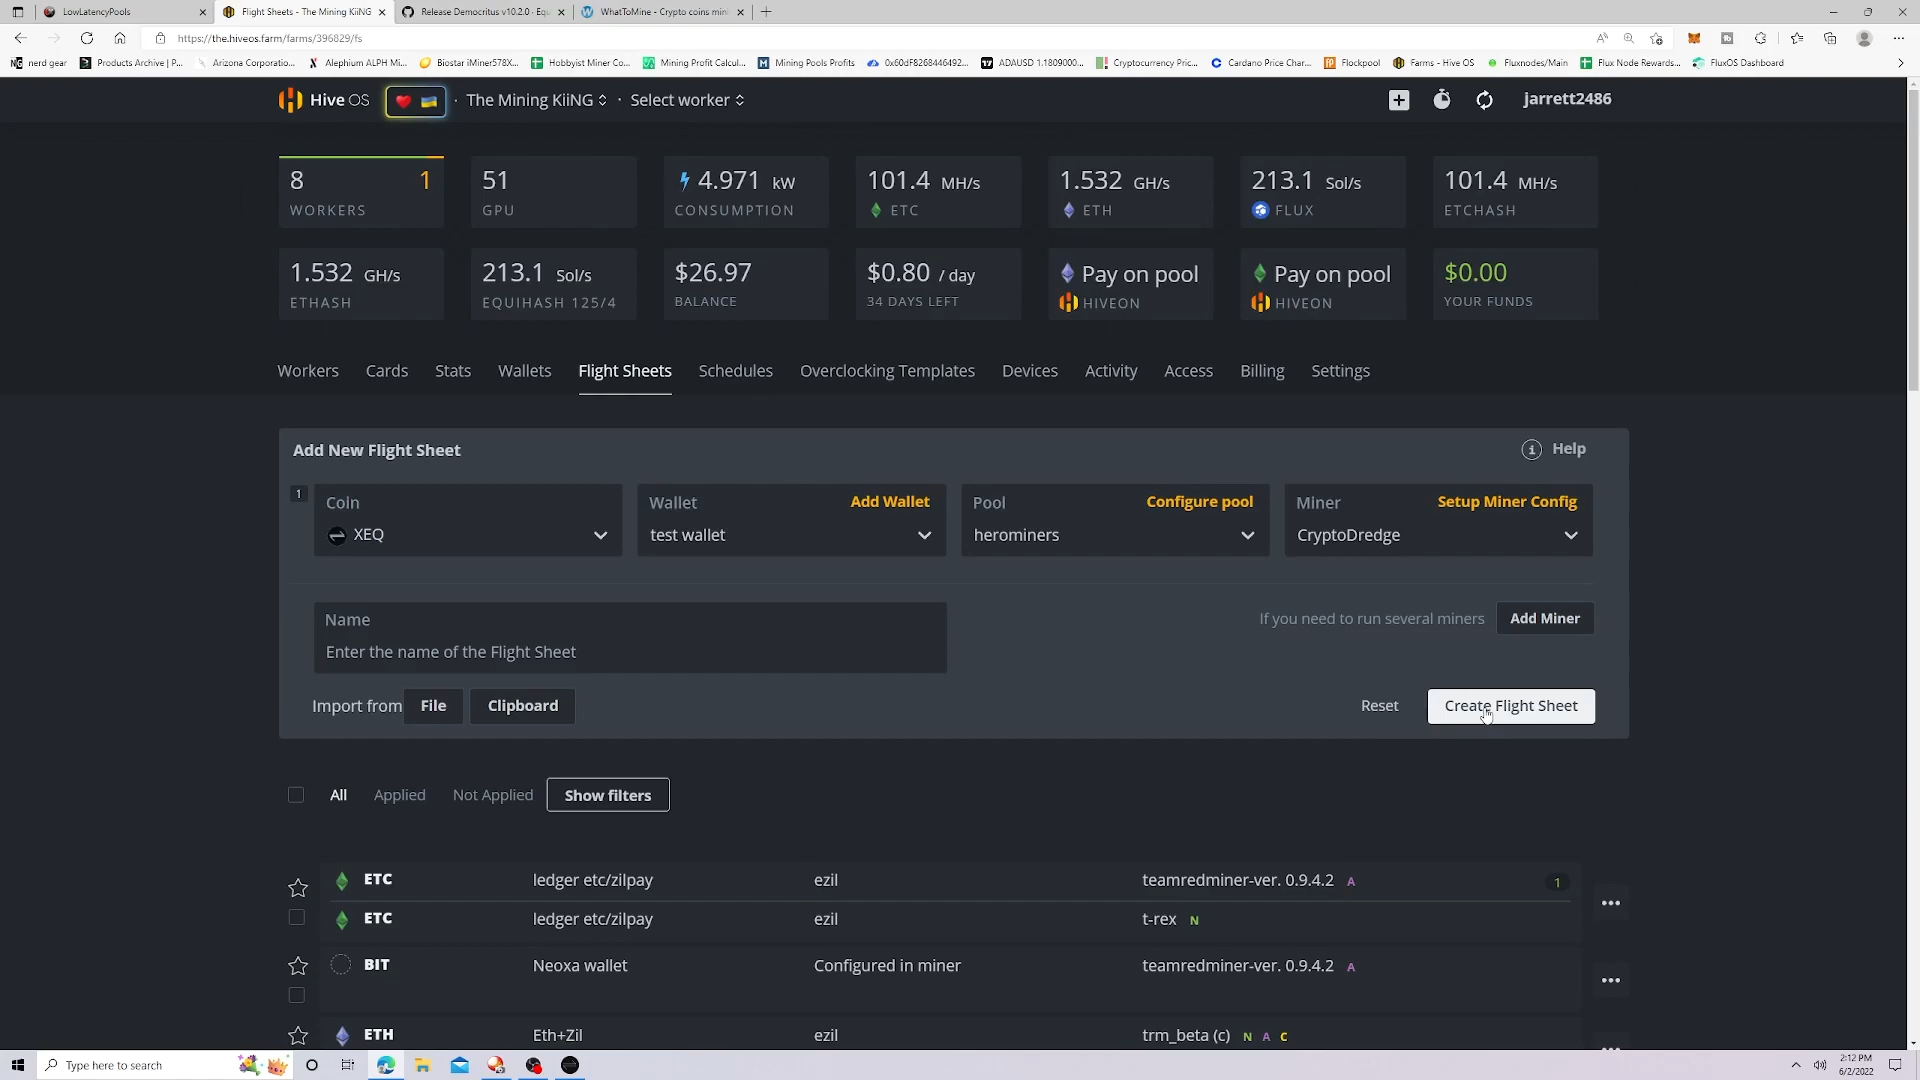 LowLatencyPools
Flight Sheets - The Mining KiiNG
Release Democritus v10.2.0 · Equ
WhatToMine - Crypto coins mini
https://the.hiveos.farm/farms/396829/fs
nerd gear
Products Archive | P...
Arizona Corporatio...
Alephium ALPH Mi...
Biostar iMiner578X...
Hobbyist Miner Co...
Mining Profit Calcul...
Mining Pools Profits
0x60df8268446492...
ADAUSD 1.1809000...
Cryptocurrency Pric...
Cardano Price Char...
Flockpool
Farms - Hive OS
Fluxnodes/Main
Flux Node Rewards...
FluxOS Dashboard
Hive OS · The Mining KiiNG · Select worker
jarrett2486
8 1
WORKERS
51
GPU
4.971 kW
CONSUMPTION
101.4 MH/s
ETC
1.532 GH/s
ETH
213.1 Sol/s
FLUX
101.4 MH/s
ETCHASH
1.532 GH/s
ETHASH
213.1 Sol/s
EQUIHASH 125/4
$26.97
BALANCE
$0.80 / day
34 DAYS LEFT
Pay on pool
HIVEON
Pay on pool
HIVEON
$0.00
YOUR FUNDS
Workers Cards Stats Wallets Flight Sheets Schedules Overclocking Templates Devices Activity Access Billing Settings
Add New Flight Sheet
Help
1
Coin
XEQ
Wallet Add Wallet
test wallet
Pool Configure pool
herominers
Miner Setup Miner Config
CryptoDredge
Name
Enter the name of the Flight Sheet
If you need to run several miners Add Miner
Import from File Clipboard
Reset Create Flight Sheet
All Applied Not Applied Show filters
ETC ledger etc/zilpay ezil teamredminer-ver. 0.9.4.2 A 1
ETC ledger etc/zilpay ezil t-rex N
BIT Neoxa wallet Configured in miner teamredminer-ver. 0.9.4.2 A
ETH Eth+Zil ezil trm_beta (c) N A C
Type here to search
2:12 PM
6/2/2022